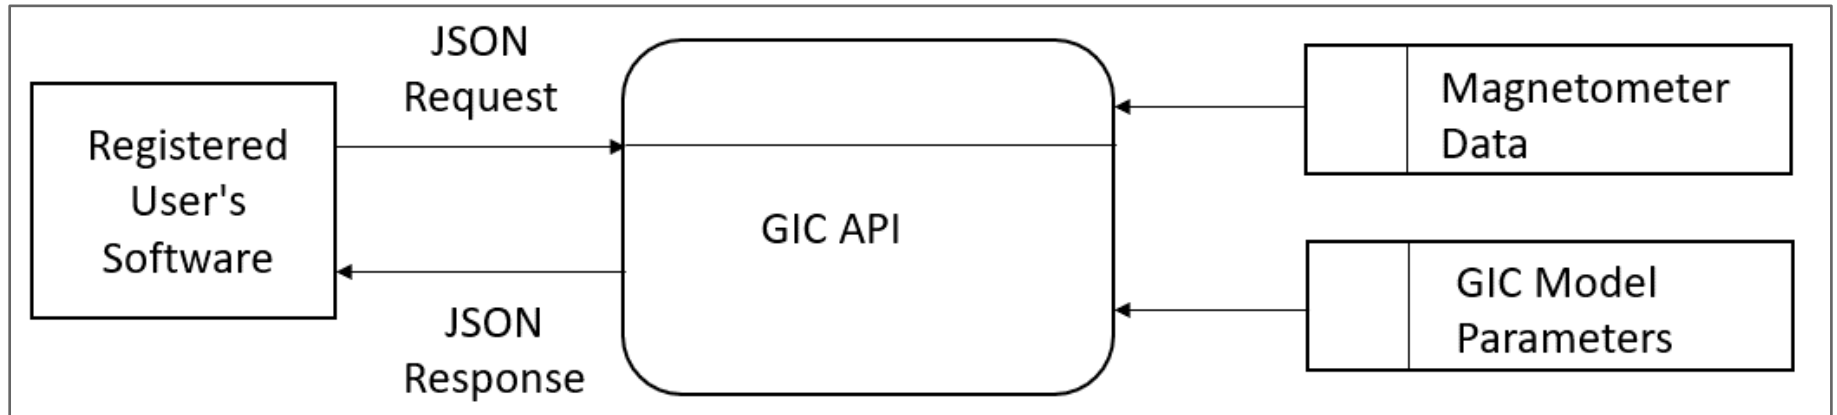 JSON
Request
Registered
User's
Software
JSON
Response
GIC API
Magnetometer
Data
GIC Model
Parameters